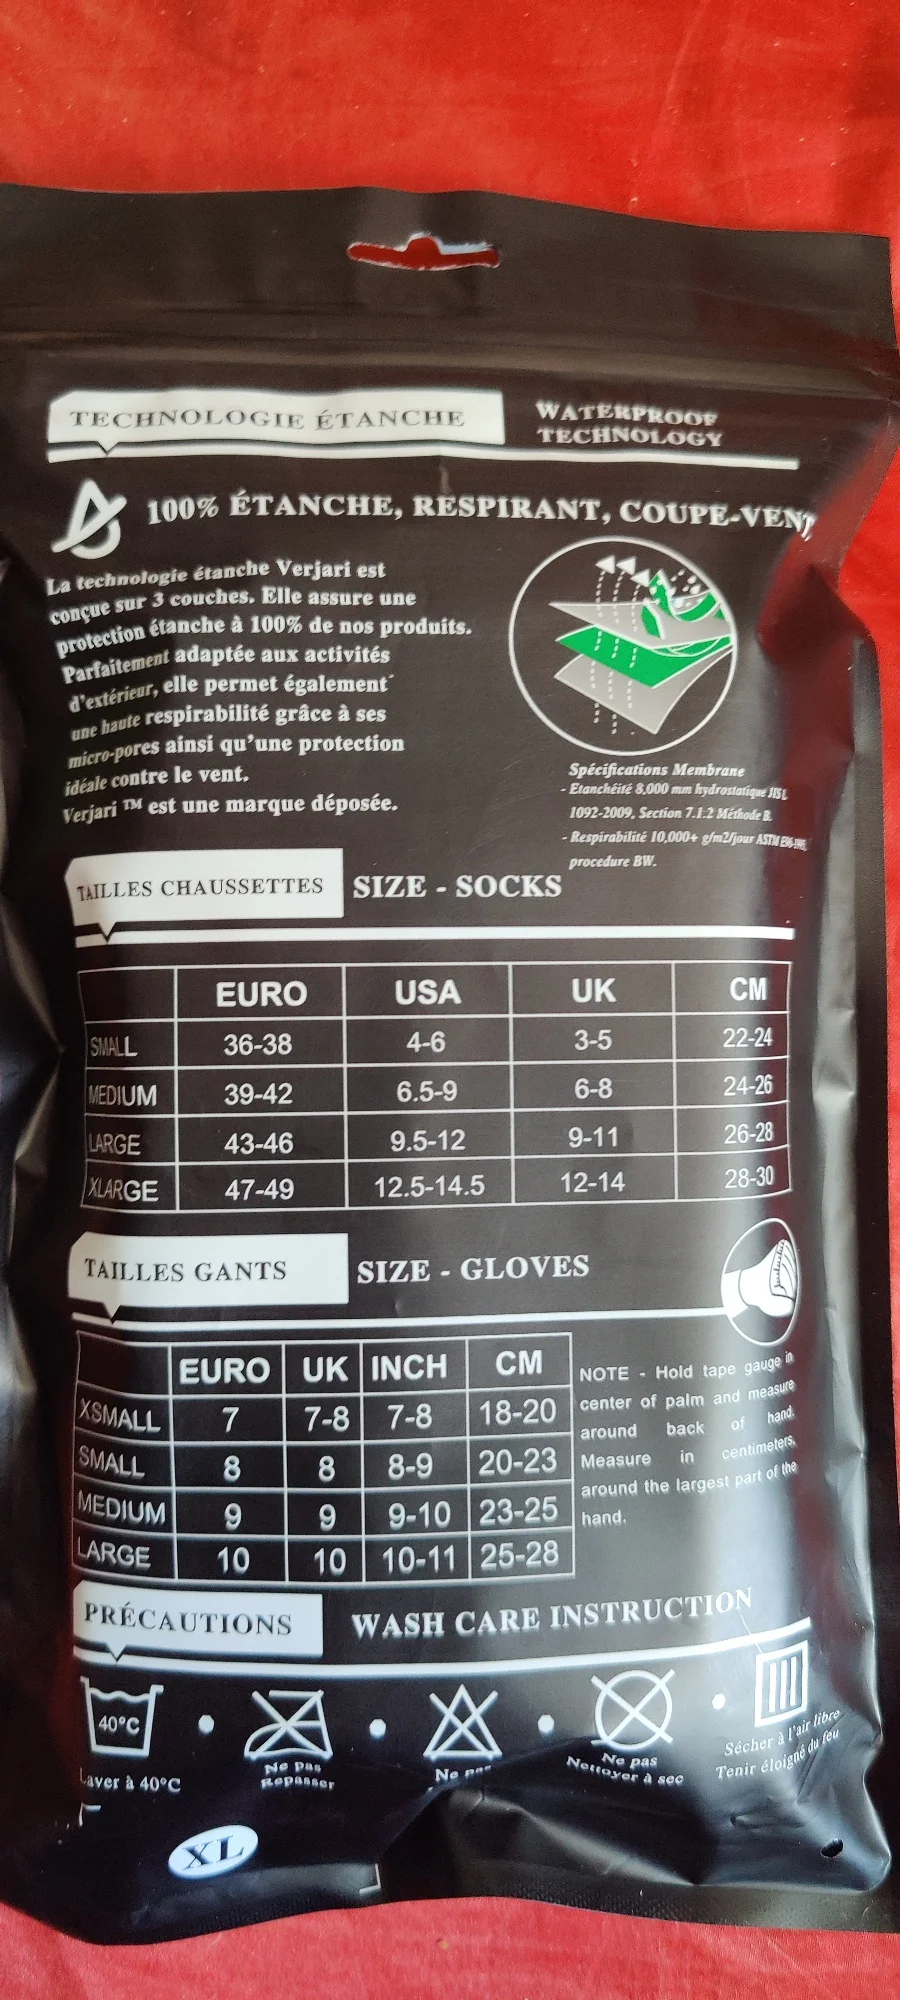 TECHNOLOGIE ÉTANCHE
WATERPROOF
TECHNOLOGY
100% ÉTANCHE, RESPIRANT, COUPE-VENT
La technologie étanche Verjari est
conçue sur 3 couches. Elle assure une
protection étanche à 100% de nos produits.
Parfaitement adaptée aux activités
d'extérieur, elle permet également
une haute respirabilité grâce à ses
micro-pores ainsi qu'une protection
idéale contre le vent.
Verjari ™ est une marque déposée.
Spécifications Membrane
- Etanchéité 8,000 mm hydrostatique JIS L
1092-2009, Section 7.1.2 Méthode B.
- Respirabilité 10,000+ g/m2/jour ASTM
procedure BW.
TAILLES CHAUSSETTES SIZE - SOCKS
EURO USA UK CM
SMALL 36-38 4-6 3-5 22-24
MEDIUM 39-42 6.5-9 6-8 24-26
LARGE 43-46 9.5-12 9-11 26-28
XLARGE 47-49 12.5-14.5 12-14 28-30
TAILLES GANTS SIZE - GLOVES
EURO UK INCH CM
XSMALL 7 7-8 7-8 18-20
SMALL 8 8 8-9 20-23
MEDIUM 9 9 9-10 23-25
LARGE 10 10 10-11 25-28
NOTE - Hold tape gauge in
center of palm and measure
around back of hand.
Measure in centimeters,
around the largest part of the
hand.
PRÉCAUTIONS WASH CARE INSTRUCTION
40°C
Laver à 40°C
Ne pas
Repasser
Ne pas
Ne pas
Nettoyer à sec
Sécher à l'air libre
Tenir éloigné du feu
XL